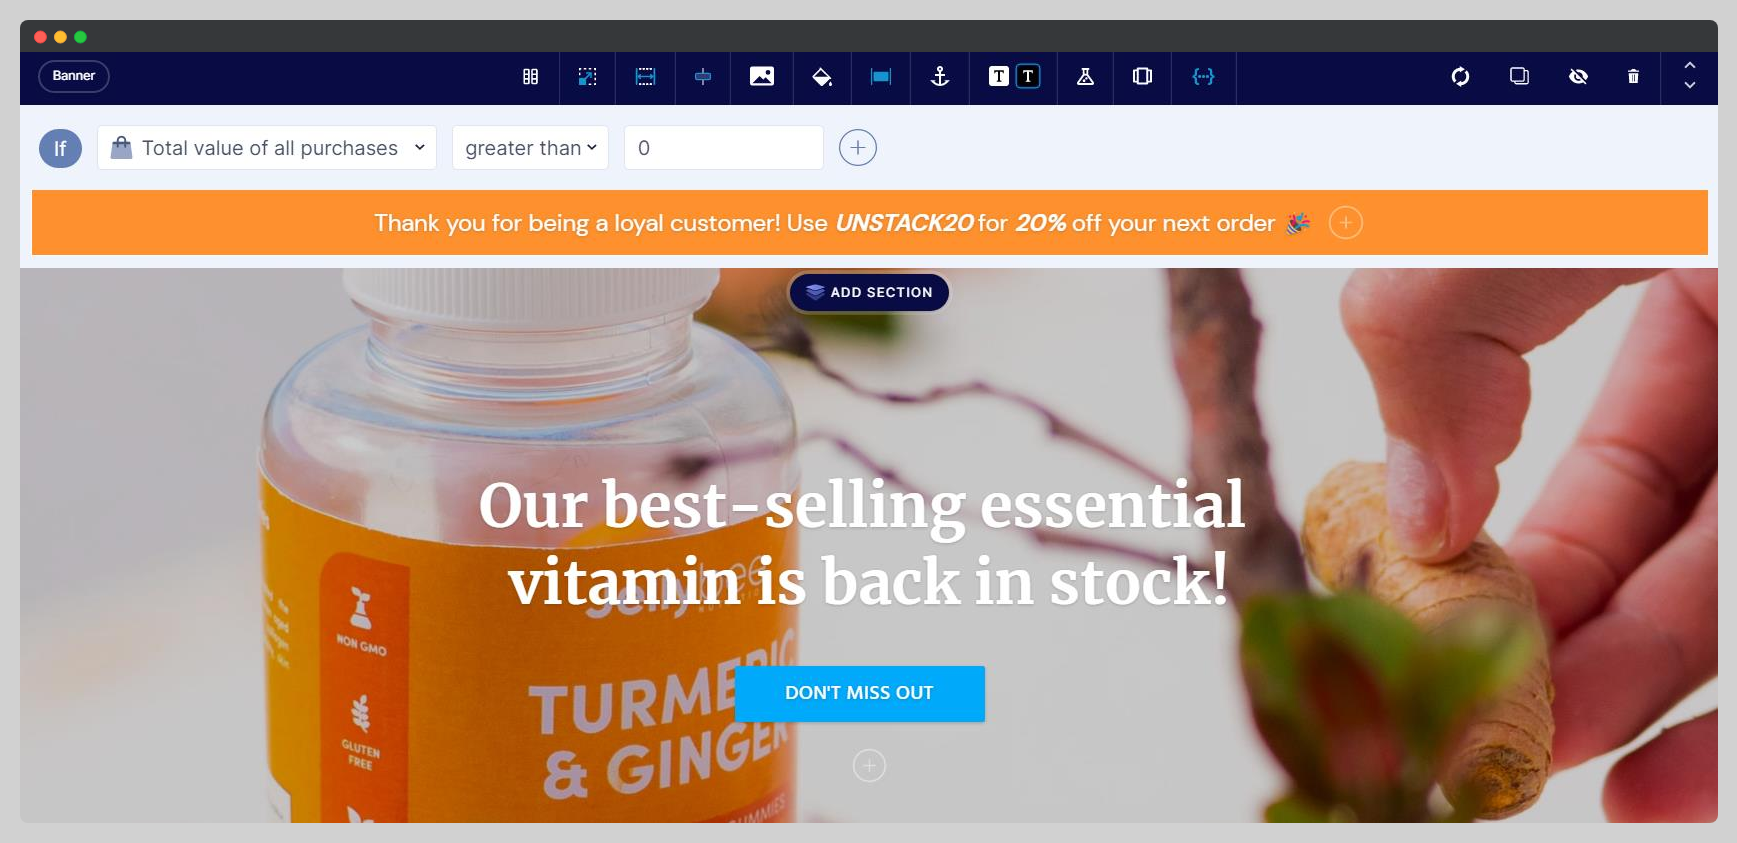 Banner
T T
If Total value of all purchases greater than 0
Thank you for being a loyal customer! Use UNSTACK20 for 20% off your next order 🎉
ADD SECTION
Our best-selling essential
vitamin is back in stock!
NON GMO
TURMERIC
DON'T MISS OUT
GLUTEN
FREE
& GINGER
GUMMIES